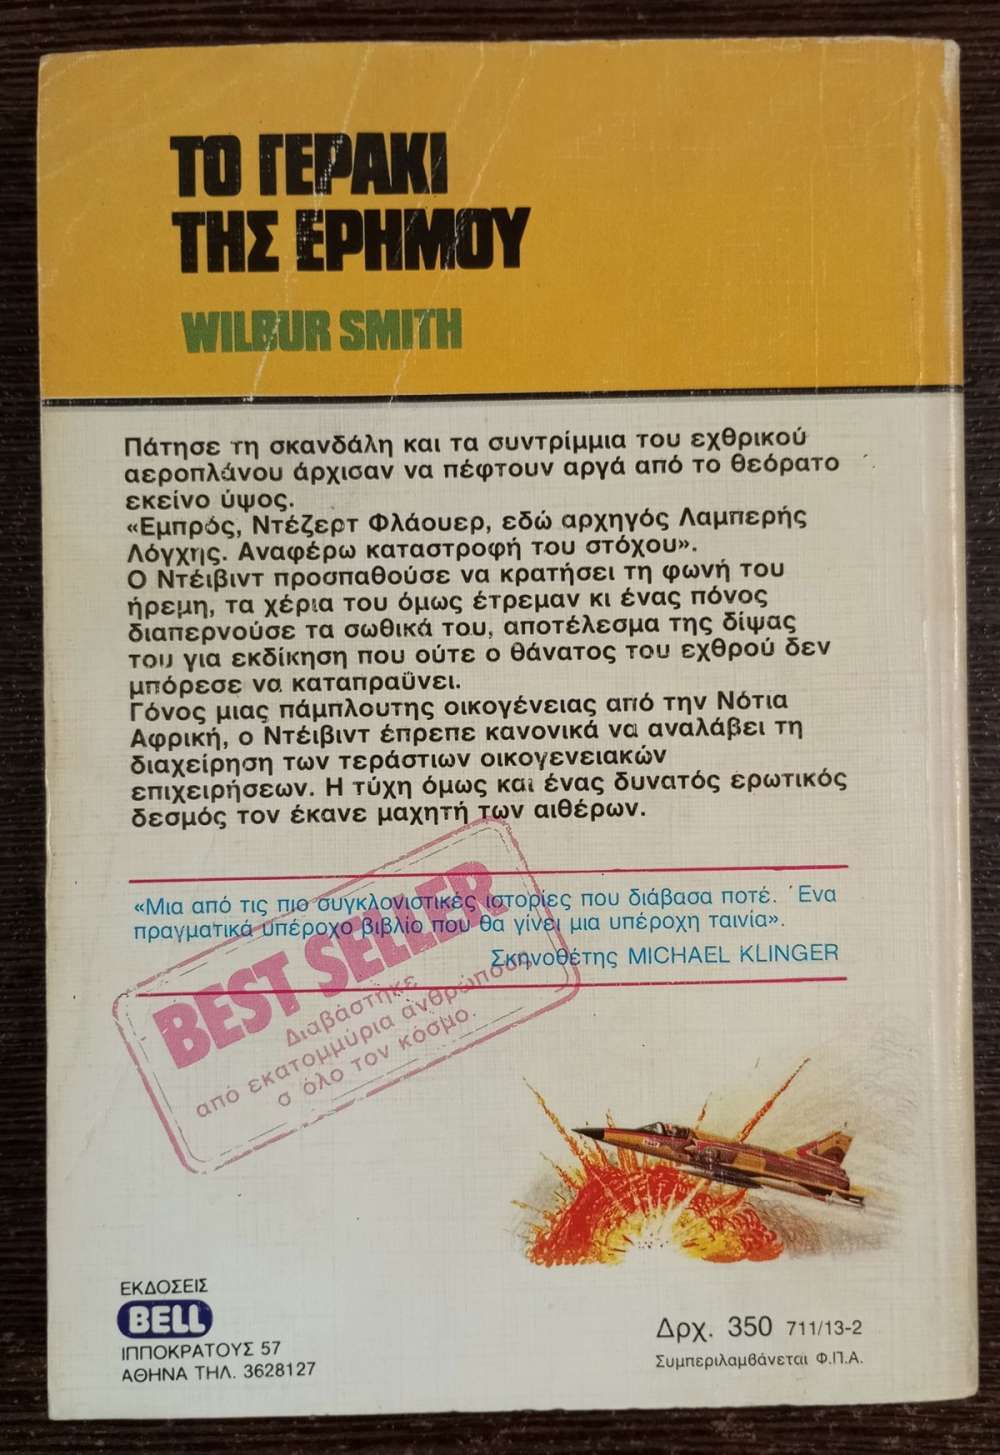 ΤΟ ΓΕΡΑΚΙ
ΤΗΣ ΕΡΗΜΟΥ
WILBUR SMITH
Πάτησε τη σκανδάλη και τα συντρίμμια του εχθρικού
αεροπλάνου άρχισαν να πέφτουν αργά από το θεόρατο
εκείνο ύψος.
«Εμπρός, Ντέζερτ Φλάουερ, εδώ αρχηγός Λαμπερής
Λόγχης. Αναφέρω καταστροφή του στόχου».
Ο Ντέιβιντ προσπαθούσε να κρατήσει τη φωνή του
ήρεμη, τα χέρια του όμως έτρεμαν κι ένας πόνος
διαπερνούσε τα σωθικά του, αποτέλεσμα της δίψας
του για εκδίκηση που ούτε ο θάνατος του εχθρού δεν
μπόρεσε να καταπραΰνει.
Γόνος μιας πάμπλουτης οικογένειας από την Νότια
Αφρική, ο Ντέιβιντ έπρεπε κανονικά να αναλάβει τη
διαχείρηση των τεράστιων οικογενειακών
επιχειρήσεων. Η τύχη όμως και ένας δυνατός ερωτικός
δεσμός τον έκανε μαχητή των αιθέρων.
«Μια από τις πιο συγκλονιστικές ιστορίες που διάβασα ποτέ. Ένα
πραγματικά υπέροχο βιβλίο που θα γίνει μια υπέροχη ταινία».
Σκηνοθέτης MICHAEL KLINGER
BEST SELLER
Διαβάστηκε
από εκατομμύρια ανθρώπους
σ όλο τον κόσμο.
ΕΚΔΟΣΕΙΣ
BELL
ΙΠΠΟΚΡΑΤΟΥΣ 57
ΑΘΗΝΑ ΤΗΛ. 3628127
Δρχ. 350 711/13-2
Συμπεριλαμβάνεται Φ.Π.Α.